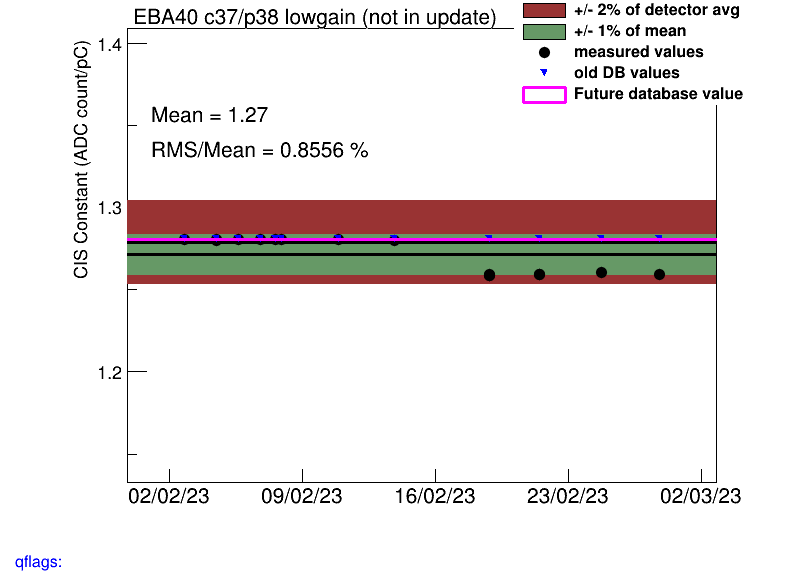 EBA40 c37/p38 lowgain (not in update)
+/- 2% of detector avg
+/- 1% of mean
measured values
old DB values
Future database value
Mean = 1.27
RMS/Mean = 0.8556 %
CIS Constant (ADC count/pC)
1.4
1.3
1.2
02/02/23 09/02/23 16/02/23 23/02/23 02/03/23
qflags: